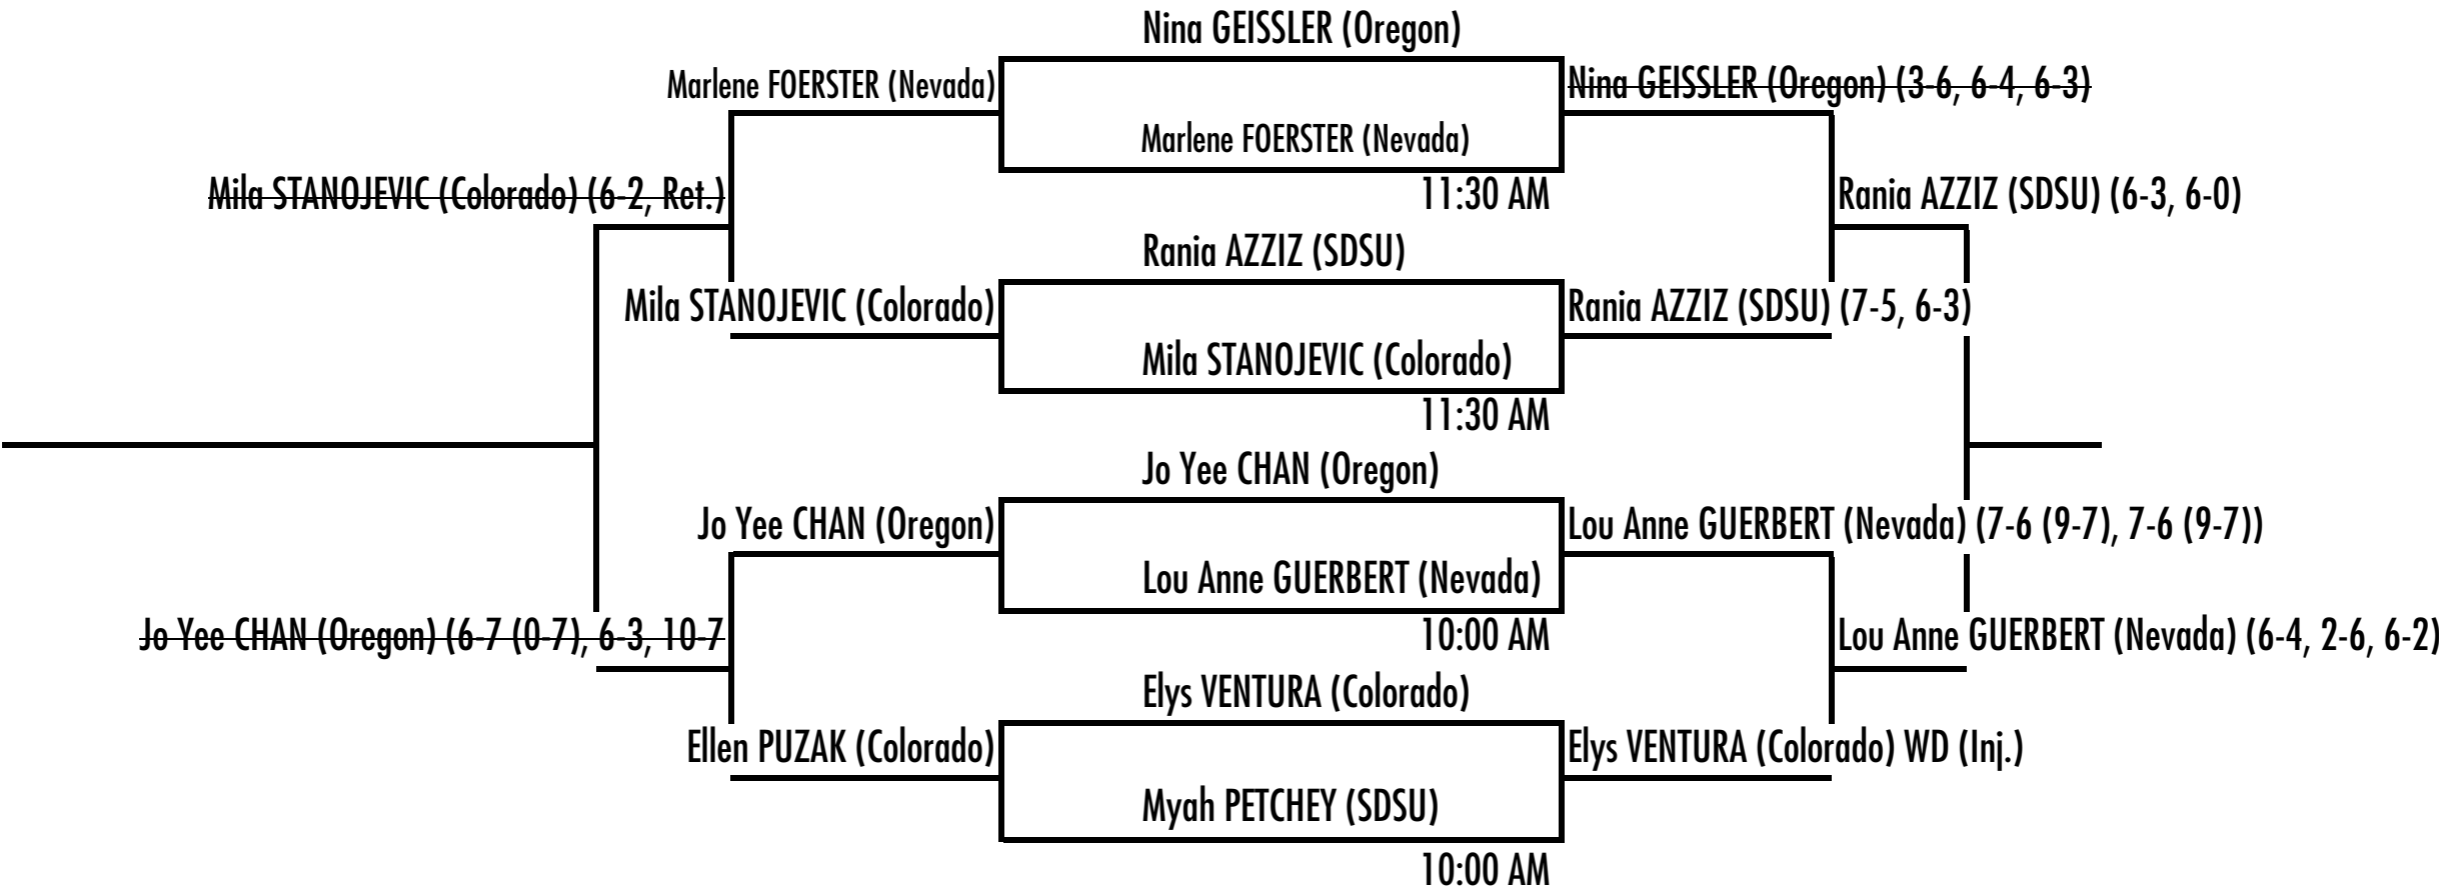 Nina GEISSLER (Oregon)
Marlene FOERSTER (Nevada)
Nina GEISSLER (Oregon) (3-6, 6-4, 6-3)
Marlene FOERSTER (Nevada)
Mila STANOJEVIC (Colorado) (6-2, Ret.)
11:30 AM
Rania AZZIZ (SDSU) (6-3, 6-0)
Rania AZZIZ (SDSU)
Mila STANOJEVIC (Colorado)
Rania AZZIZ (SDSU) (7-5, 6-3)
Mila STANOJEVIC (Colorado)
11:30 AM
Jo Yee CHAN (Oregon)
Jo Yee CHAN (Oregon)
Lou Anne GUERBERT (Nevada) (7-6 (9-7), 7-6 (9-7))
Lou Anne GUERBERT (Nevada)
Jo Yee CHAN (Oregon) (6-7 (0-7), 6-3, 10-7
10:00 AM
Lou Anne GUERBERT (Nevada) (6-4, 2-6, 6-2)
Elys VENTURA (Colorado)
Ellen PUZAK (Colorado)
Elys VENTURA (Colorado) WD (Inj.)
Myah PETCHEY (SDSU)
10:00 AM